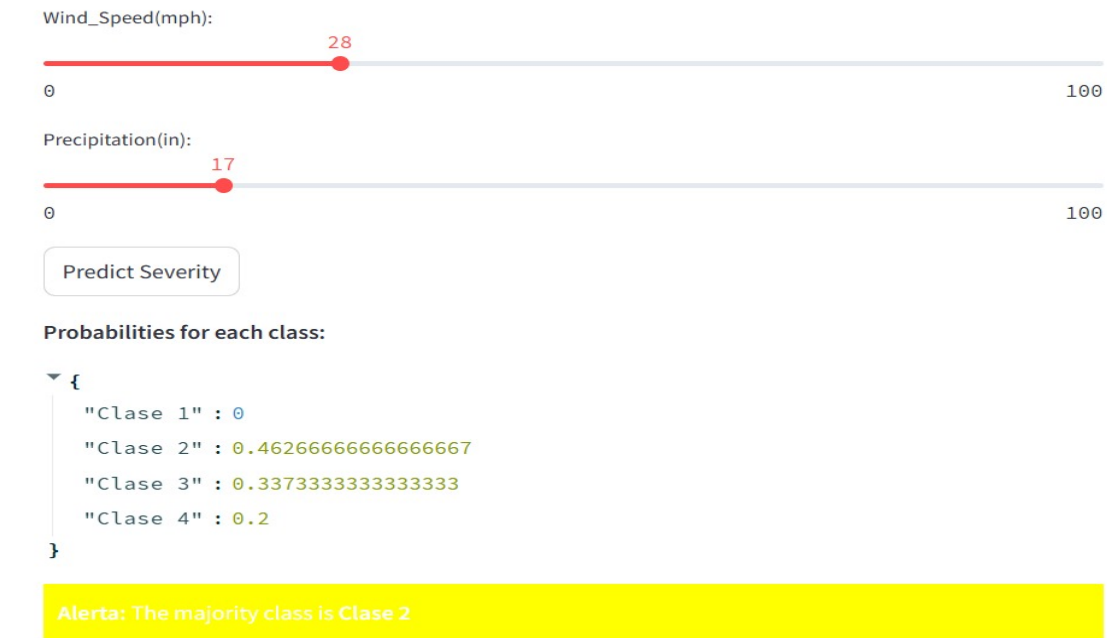 Wind_Speed(mph):
28
0 100
Precipitation(in):
17
0 100
Predict Severity
Probabilities for each class:
{
"Clase 1" : 0
"Clase 2" : 0.46266666666666667
"Clase 3" : 0.3373333333333333
"Clase 4" : 0.2
}
Alerta: The majority class is Clase 2